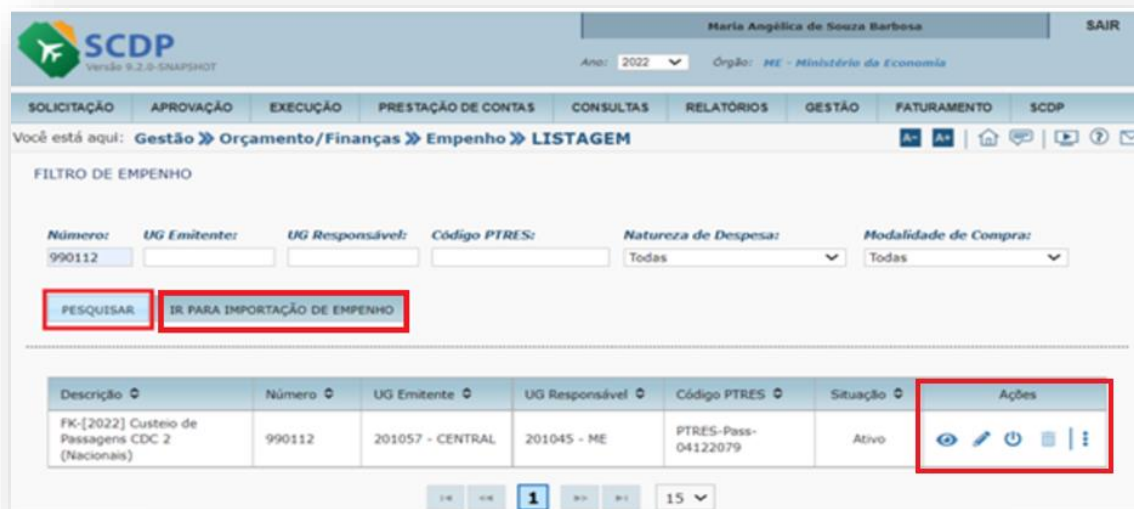 Maria Angélica de Souza Barbosa
SAIR
SCDP
Versão 9.2.0-SNAPSHOT
Ano: 2022 Órgão: ME - Ministério da Economia
SOLICITAÇÃO APROVAÇÃO EXECUÇÃO PRESTAÇÃO DE CONTAS CONSULTAS RELATÓRIOS GESTÃO FATURAMENTO SCDP
Você está aqui: Gestão » Orçamento/Finanças » Empenho » LISTAGEM A- A+
FILTRO DE EMPENHO
Número: UG Emitente: UG Responsável: Código PTRES: Natureza de Despesa: Modalidade de Compra:
990112 Todas Todas
PESQUISAR IR PARA IMPORTAÇÃO DE EMPENHO
Descrição Número UG Emitente UG Responsável Código PTRES Situação Ações
FK-[2022] Custeio de
Passagens CDC 2
(Nacionais)
990112 201057 - CENTRAL 201045 - ME
PTRES-Pass-
04122079
Ativo
1 15